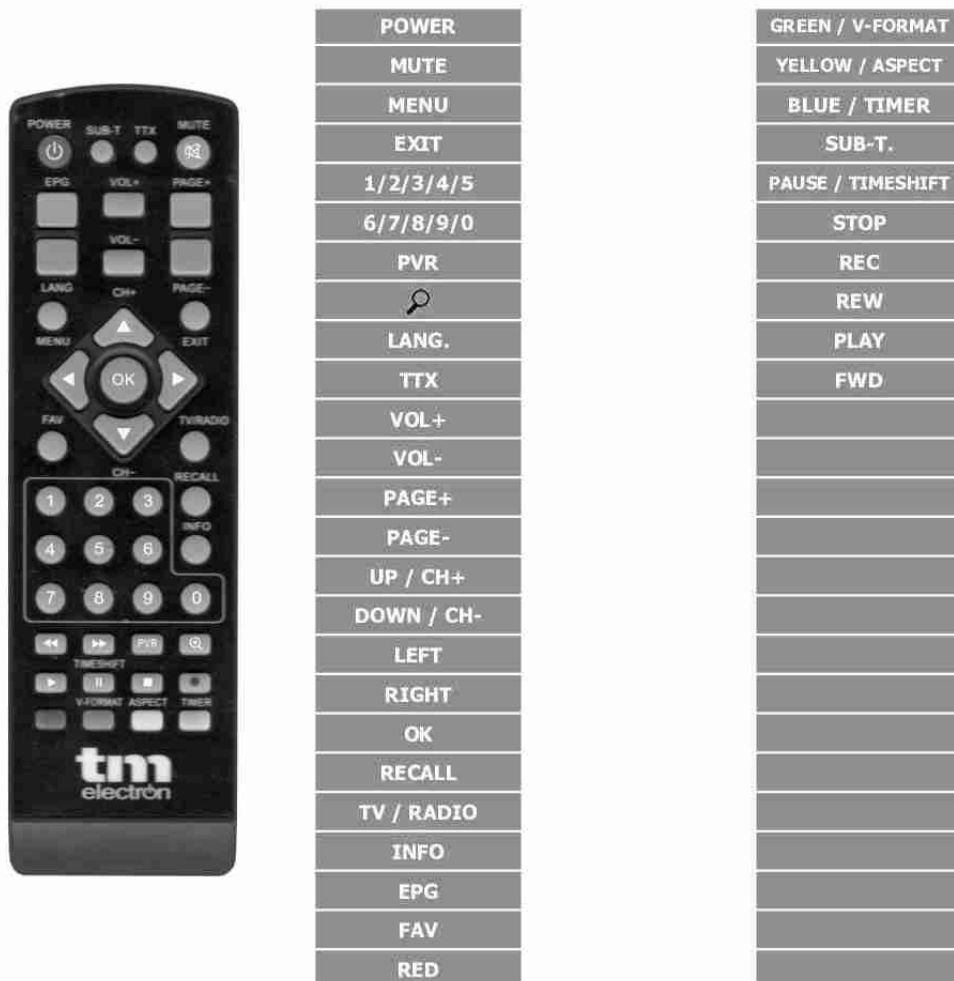 POWER SUB-T TTX MUTE
EPG VOL+ PAGE+
VOL-
LANG CH+ PAGE-
MENU EXIT
OK
FAV TV/RADIO
CH- RECALL
1 2 3
INFO
4 5 6
7 8 9 0
PVR
TIMESHIFT
V-FORMAT ASPECT TIMER
tm
electrón
POWER
MUTE
MENU
EXIT
1/2/3/4/5
6/7/8/9/0
PVR
LANG.
TTX
VOL+
VOL-
PAGE+
PAGE-
UP / CH+
DOWN / CH-
LEFT
RIGHT
OK
RECALL
TV / RADIO
INFO
EPG
FAV
RED
GREEN / V-FORMAT
YELLOW / ASPECT
BLUE / TIMER
SUB-T.
PAUSE / TIMESHIFT
STOP
REC
REW
PLAY
FWD